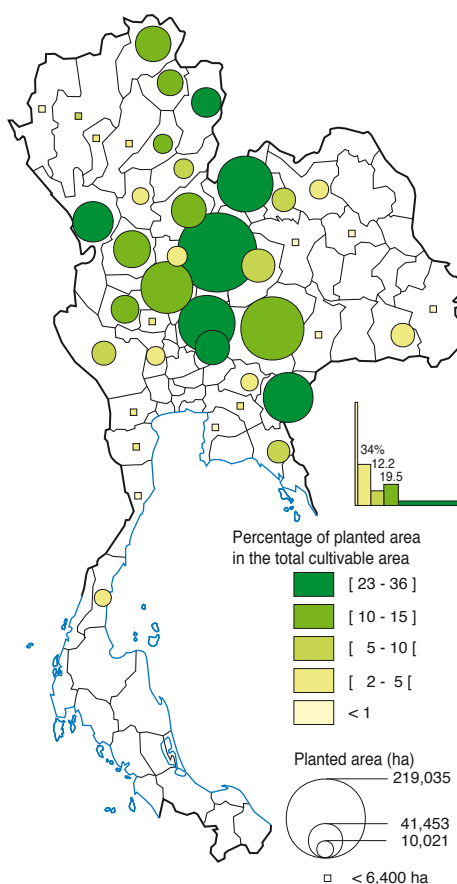 34%
12.2
19.5
Percentage of planted area
in the total cultivable area
[ 23 - 36 ]
[ 10 - 15 ]
[ 5 - 10 [
[ 2 - 5 [
< 1
Planted area (ha)
219,035
41,453
10,021
< 6,400 ha